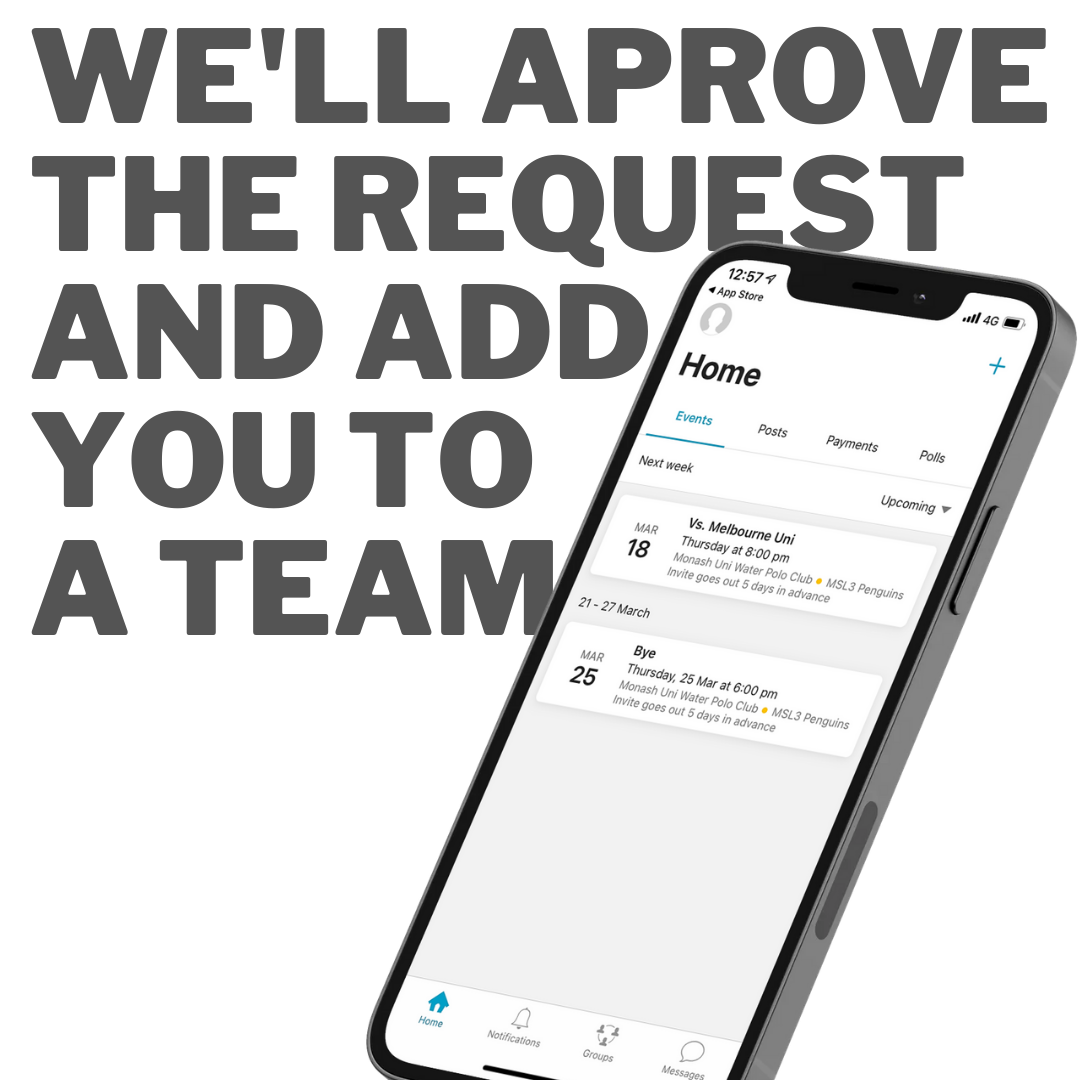 WE'LL APROVE
THE REQUEST
AND ADD
YOU TO
A TEAM
12:57
4G
App Store
Home
Events Posts Payments Polls
Next week
Upcoming
MAR
18
Vs. Melbourne Uni
Thursday at 8:00 pm
Monash Uni Water Polo Club MSL3 Penguins
Invite goes out 5 days in advance
21 - 27 March
MAR
25
Bye
Thursday, 25 Mar at 6:00 pm
Monash Uni Water Polo Club MSL3 Penguins
Invite goes out 5 days in advance
Home Notifications Groups Messages